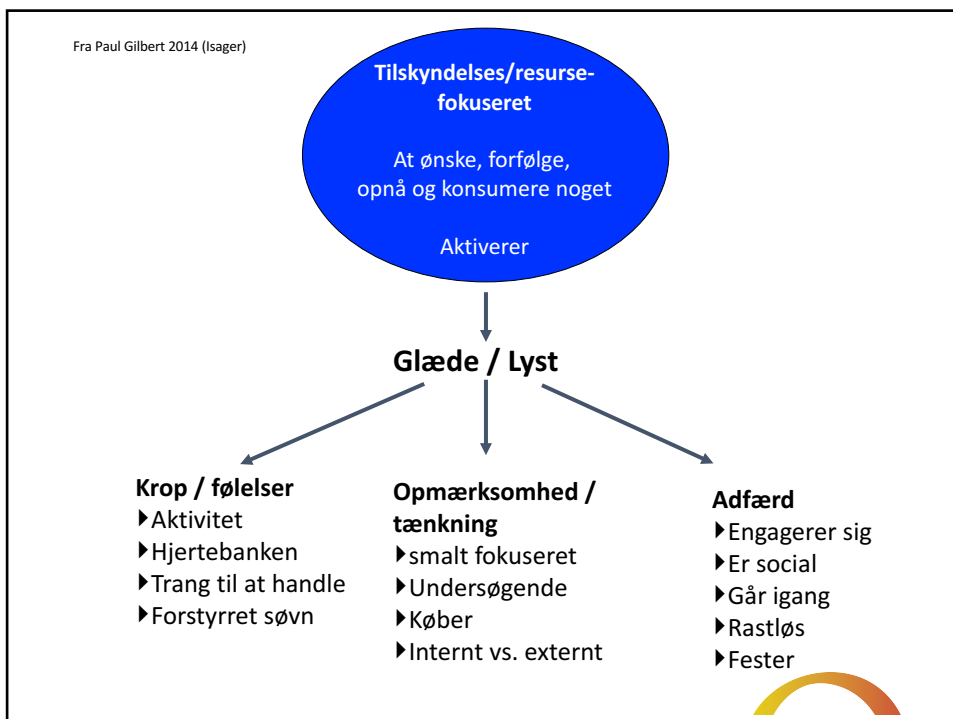 Fra Paul Gilbert 2014 (Isager)
Tilskyndelses/resurse-
fokuseret
At ønske, forfølge,
opnå og konsumere noget
Aktiverer
Glæde / Lyst
Krop / følelser
Aktivitet
Hjertebanken
Trang til at handle
Forstyrret søvn
Opmærksomhed /
tænkning
smalt fokuseret
Undersøgende
Køber
Internt vs. externt
Adfærd
Engagerer sig
Er social
Går igang
Rastløs
Fester